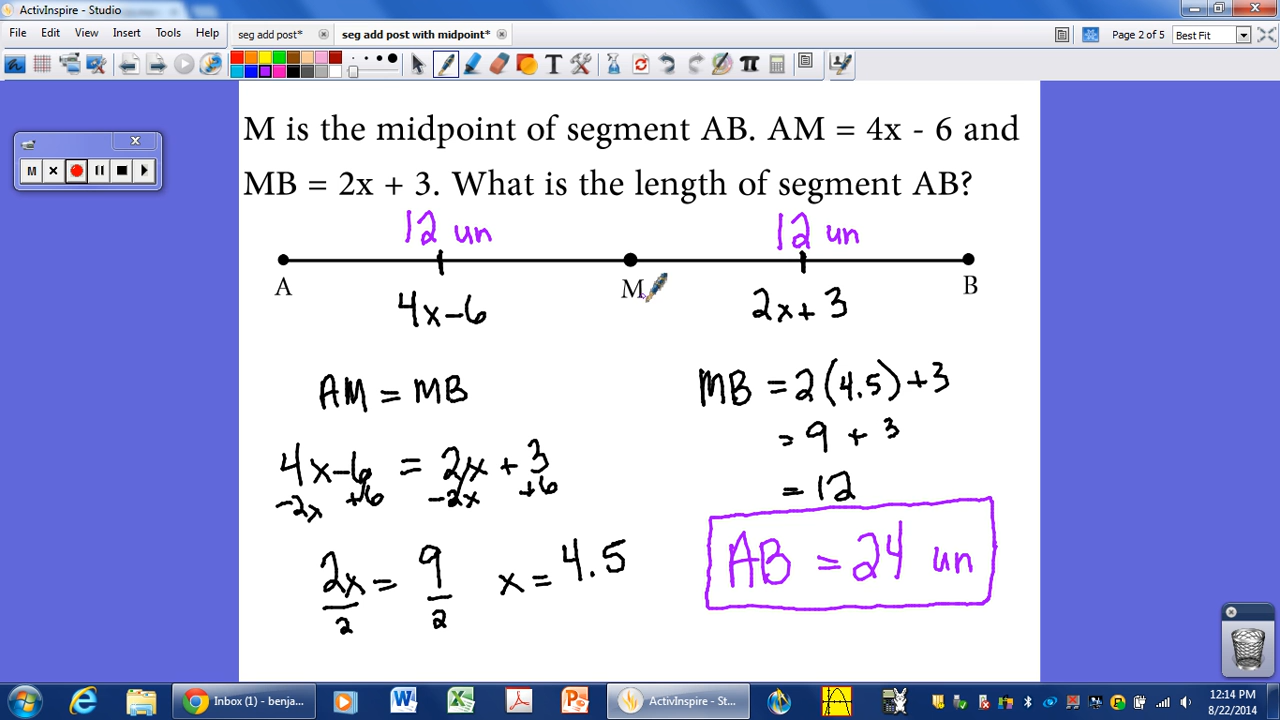 ActivInspire - Studio
File Edit View Insert Tools Help
seg add post*
seg add post with midpoint*
Page 2 of 5
Best Fit
T
π
M
M is the midpoint of segment AB. AM = 4x - 6 and
MB = 2x + 3. What is the length of segment AB?
12 un 12 un
A M B
4x-6 2x+3
AM = MB
4x-6 = 2x+3
-2x +6 -2x +6
2x = 9 x = 4.5
2 2
MB = 2(4.5)+3
= 9 + 3
= 12
AB = 24 un
Inbox (1) - benja...
ActivInspire - St...
12:14 PM
8/22/2014